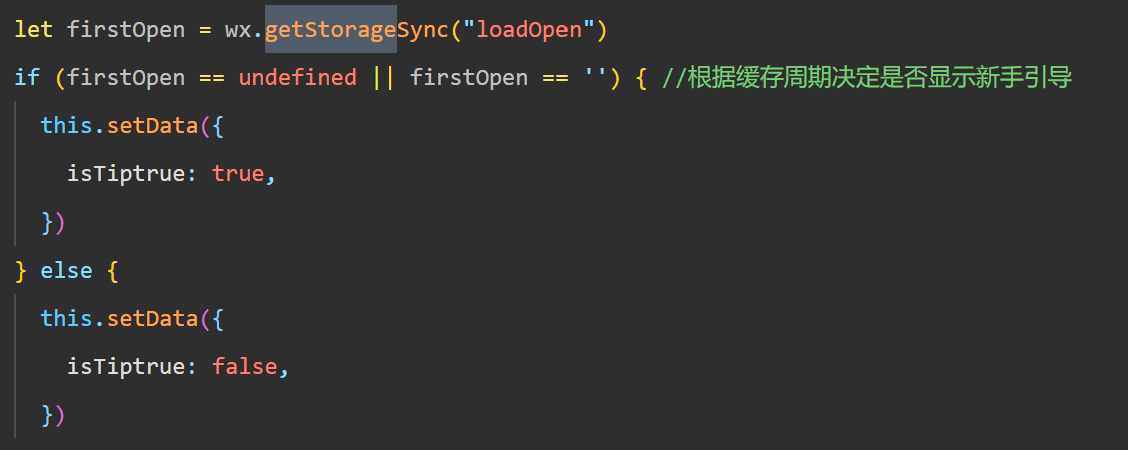 let firstOpen = wx.getStorageSync("loadOpen")
if (firstOpen == undefined || firstOpen == '') { //根据缓存周期决定是否显示新手引导
this.setData({
isTiptrue: true,
})
} else {
this.setData({
isTiptrue: false,
})